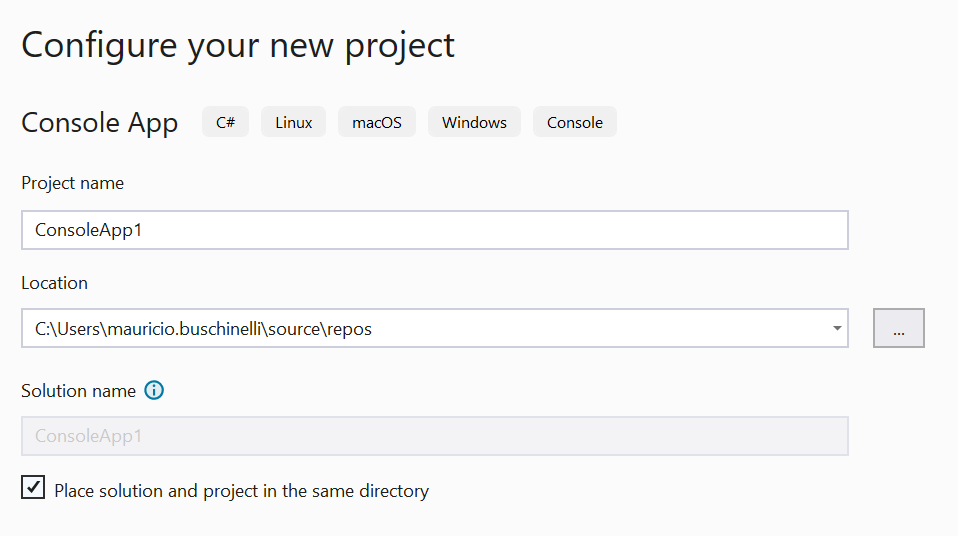 Configure your new project
Console App C# Linux macOS Windows Console
Project name
ConsoleApp1
Location
C:\Users\mauricio.buschinelli\source\repos
...
Solution name
ConsoleApp1
Place solution and project in the same directory